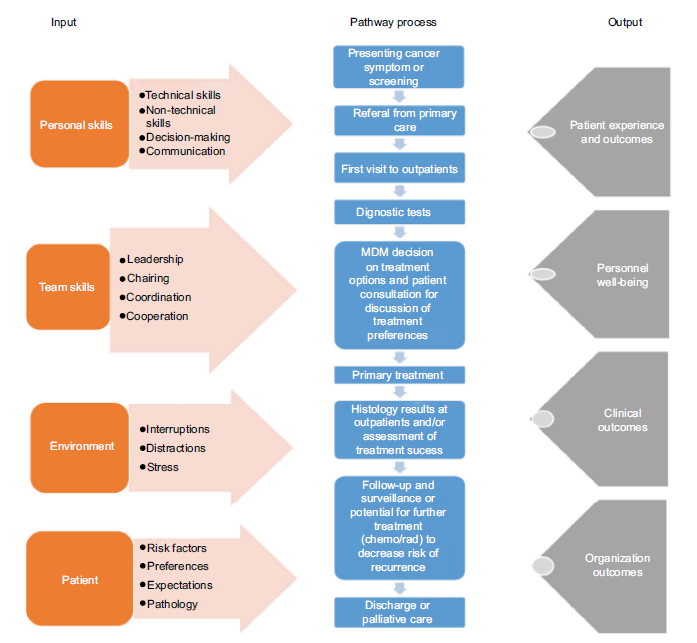 Input
Pathway process
Output
Personal skills
●Technical skills
●Non-technical
skills
●Decision-making
●Communication
Team skills
●Leadership
●Chairing
●Coordination
●Cooperation
Environment
●Interruptions
●Distractions
●Stress
Patient
●Risk factors
●Preferences
●Expectations
●Pathology
Presenting cancer
symptom or
screening
Referal from primary
care
First visit to outpatients
Dignostic tests
MDM decision
on treatment
options and patient
consultation for
discussion of
treatment
preferences
Primary treatment
Histology results at
outpatients and/or
assessment of
treatment sucess
Follow-up and
surveillance or
potential for further
treatment
(chemo/rad) to
decrease risk of
recurrence
Discharge or
palliative care
Patient experience
and outcomes
Personnel
well-being
Clinical
outcomes
Organization
outcomes